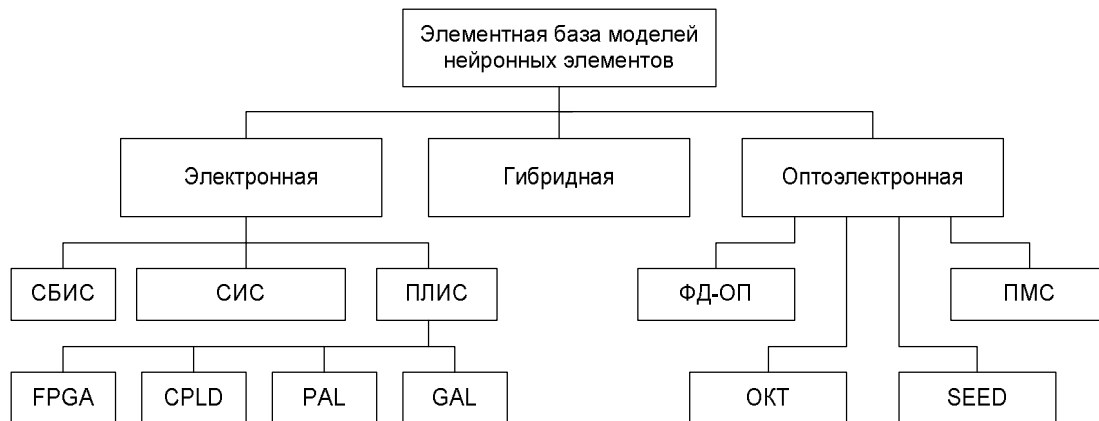 Элементная база моделей
нейронных элементов
Электронная
Гибридная
Оптоэлектронная
СБИС
СИС
ПЛИС
ФД-ОП
ПМС
FPGA
CPLD
PAL
GAL
ОКТ
SEED